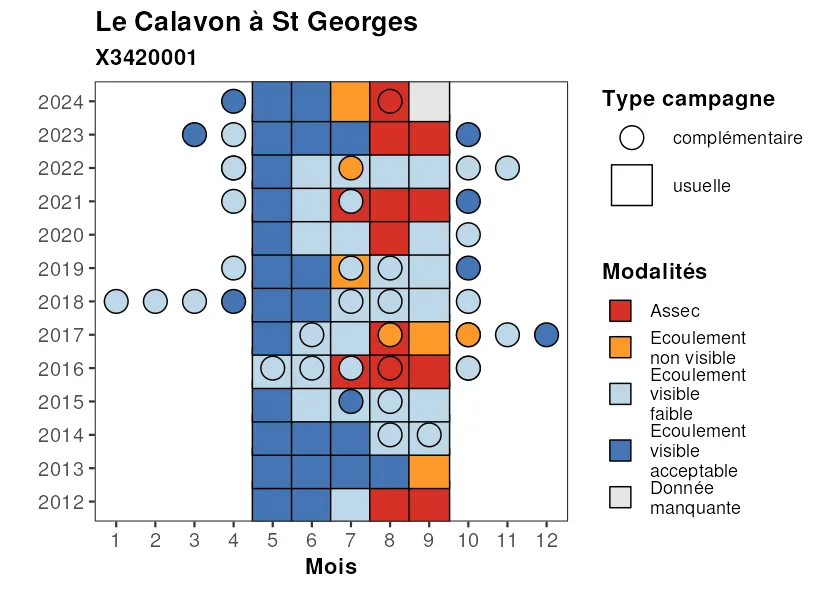 Le Calavon à St Georges
X3420001
2024
2023
2022
2021
2020
2019
2018
2017
2016
2015
2014
2013
2012
1 2 3 4 5 6 7 8 9 10 11 12
Mois
Type campagne
complémentaire
usuelle
Modalités
Assec
Ecoulement
non visible
Ecoulement
visible
faible
Ecoulement
visible
acceptable
Donnée
manquante